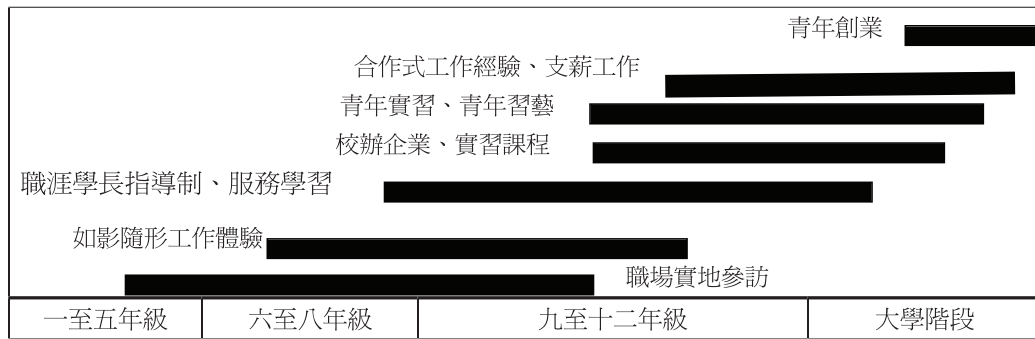 青年創業
合作式工作經驗、支薪工作
青年實習、青年習藝
校辦企業、實習課程
職涯學長指導制、服務學習
如影隨形工作體驗
職場實地參訪
一至五年級 六至八年級 九至十二年級 大學階段